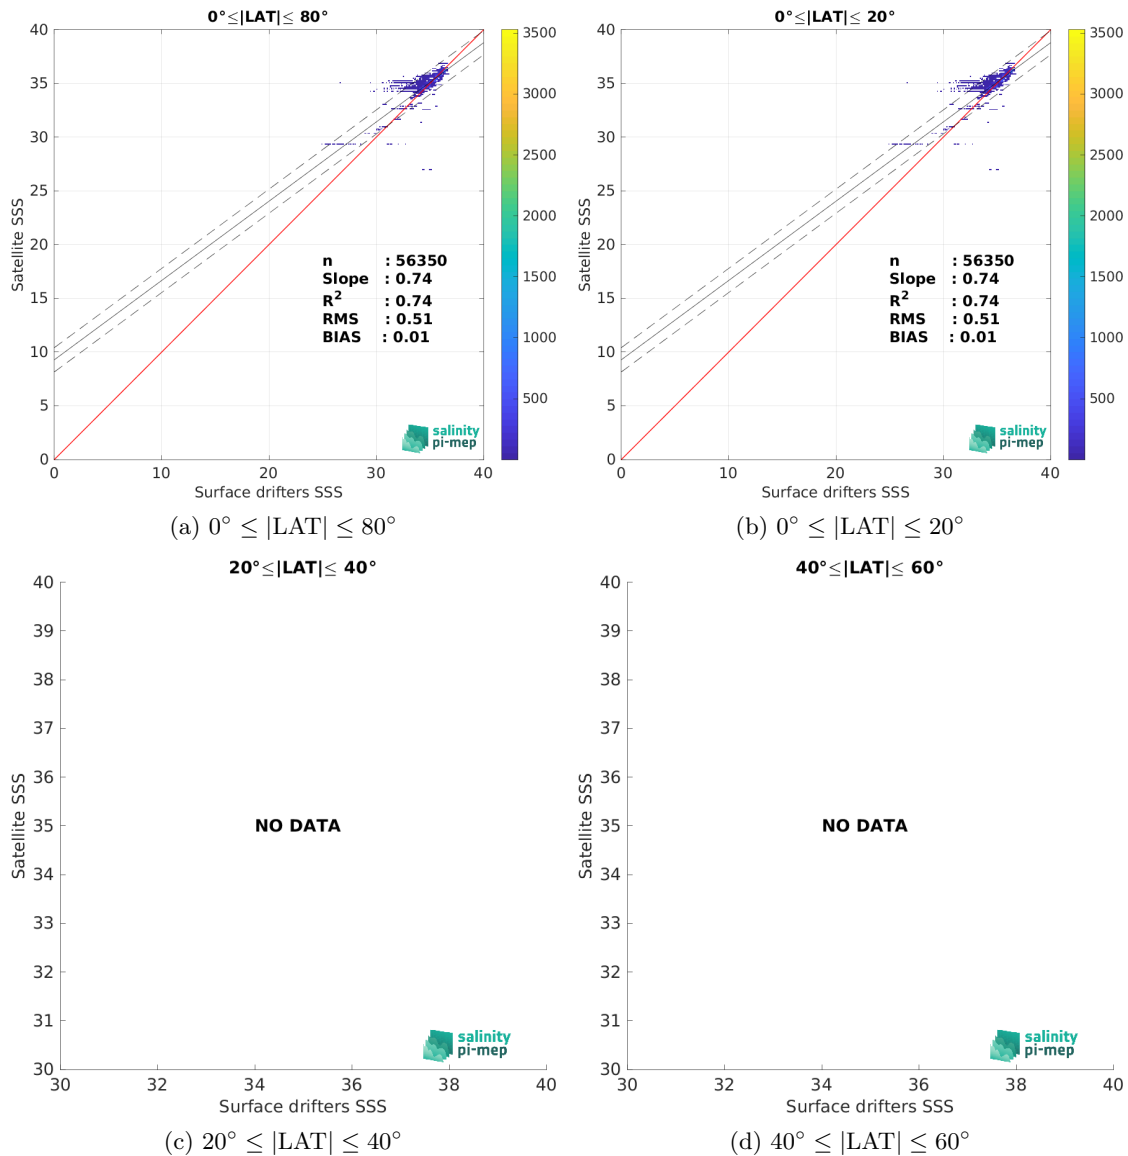 0°≤|LAT|≤ 80°
40
35
30
25
20
15
10
5
0
Satellite SSS
n : 56350
Slope : 0.74
R² : 0.74
RMS : 0.51
BIAS : 0.01
salinity
pi-mep
0 10 20 30 40
Surface drifters SSS
3500
3000
2500
2000
1500
1000
500
(a) 0° ≤ |LAT| ≤ 80°
0°≤|LAT|≤ 20°
40
35
30
25
20
15
10
5
0
Satellite SSS
n : 56350
Slope : 0.74
R² : 0.74
RMS : 0.51
BIAS : 0.01
salinity
pi-mep
0 10 20 30 40
Surface drifters SSS
3500
3000
2500
2000
1500
1000
500
(b) 0° ≤ |LAT| ≤ 20°
20°≤|LAT|≤ 40°
40
39
38
37
36
35
34
33
32
31
30
Satellite SSS
NO DATA
salinity
pi-mep
30 32 34 36 38 40
Surface drifters SSS
(c) 20° ≤ |LAT| ≤ 40°
40°≤|LAT|≤ 60°
40
39
38
37
36
35
34
33
32
31
30
Satellite SSS
NO DATA
salinity
pi-mep
30 32 34 36 38 40
Surface drifters SSS
(d) 40° ≤ |LAT| ≤ 60°